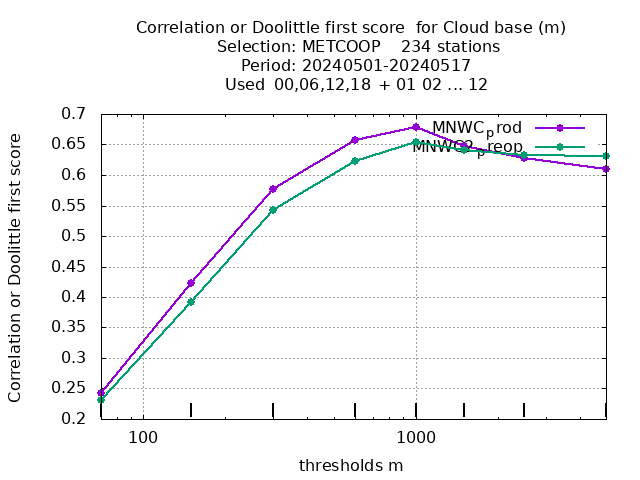 Correlation or Doolittle first score  for Cloud base (m)
Selection: METCOOP    234 stations
Period: 20240501-20240517
Used  00,06,12,18 + 01 02 ... 12
Correlation or Doolittle first score
0.7
0.65
0.6
0.55
0.5
0.45
0.4
0.35
0.3
0.25
0.2
MNWC_prod
MNWC2_preop
100
1000
thresholds m